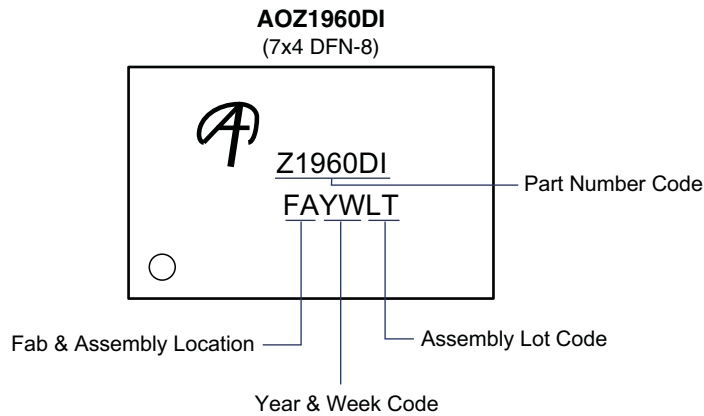 AOZ1960DI
(7x4 DFN-8)
Z1960DI
Part Number Code
FAYWLT
Fab & Assembly Location
Assembly Lot Code
Year & Week Code